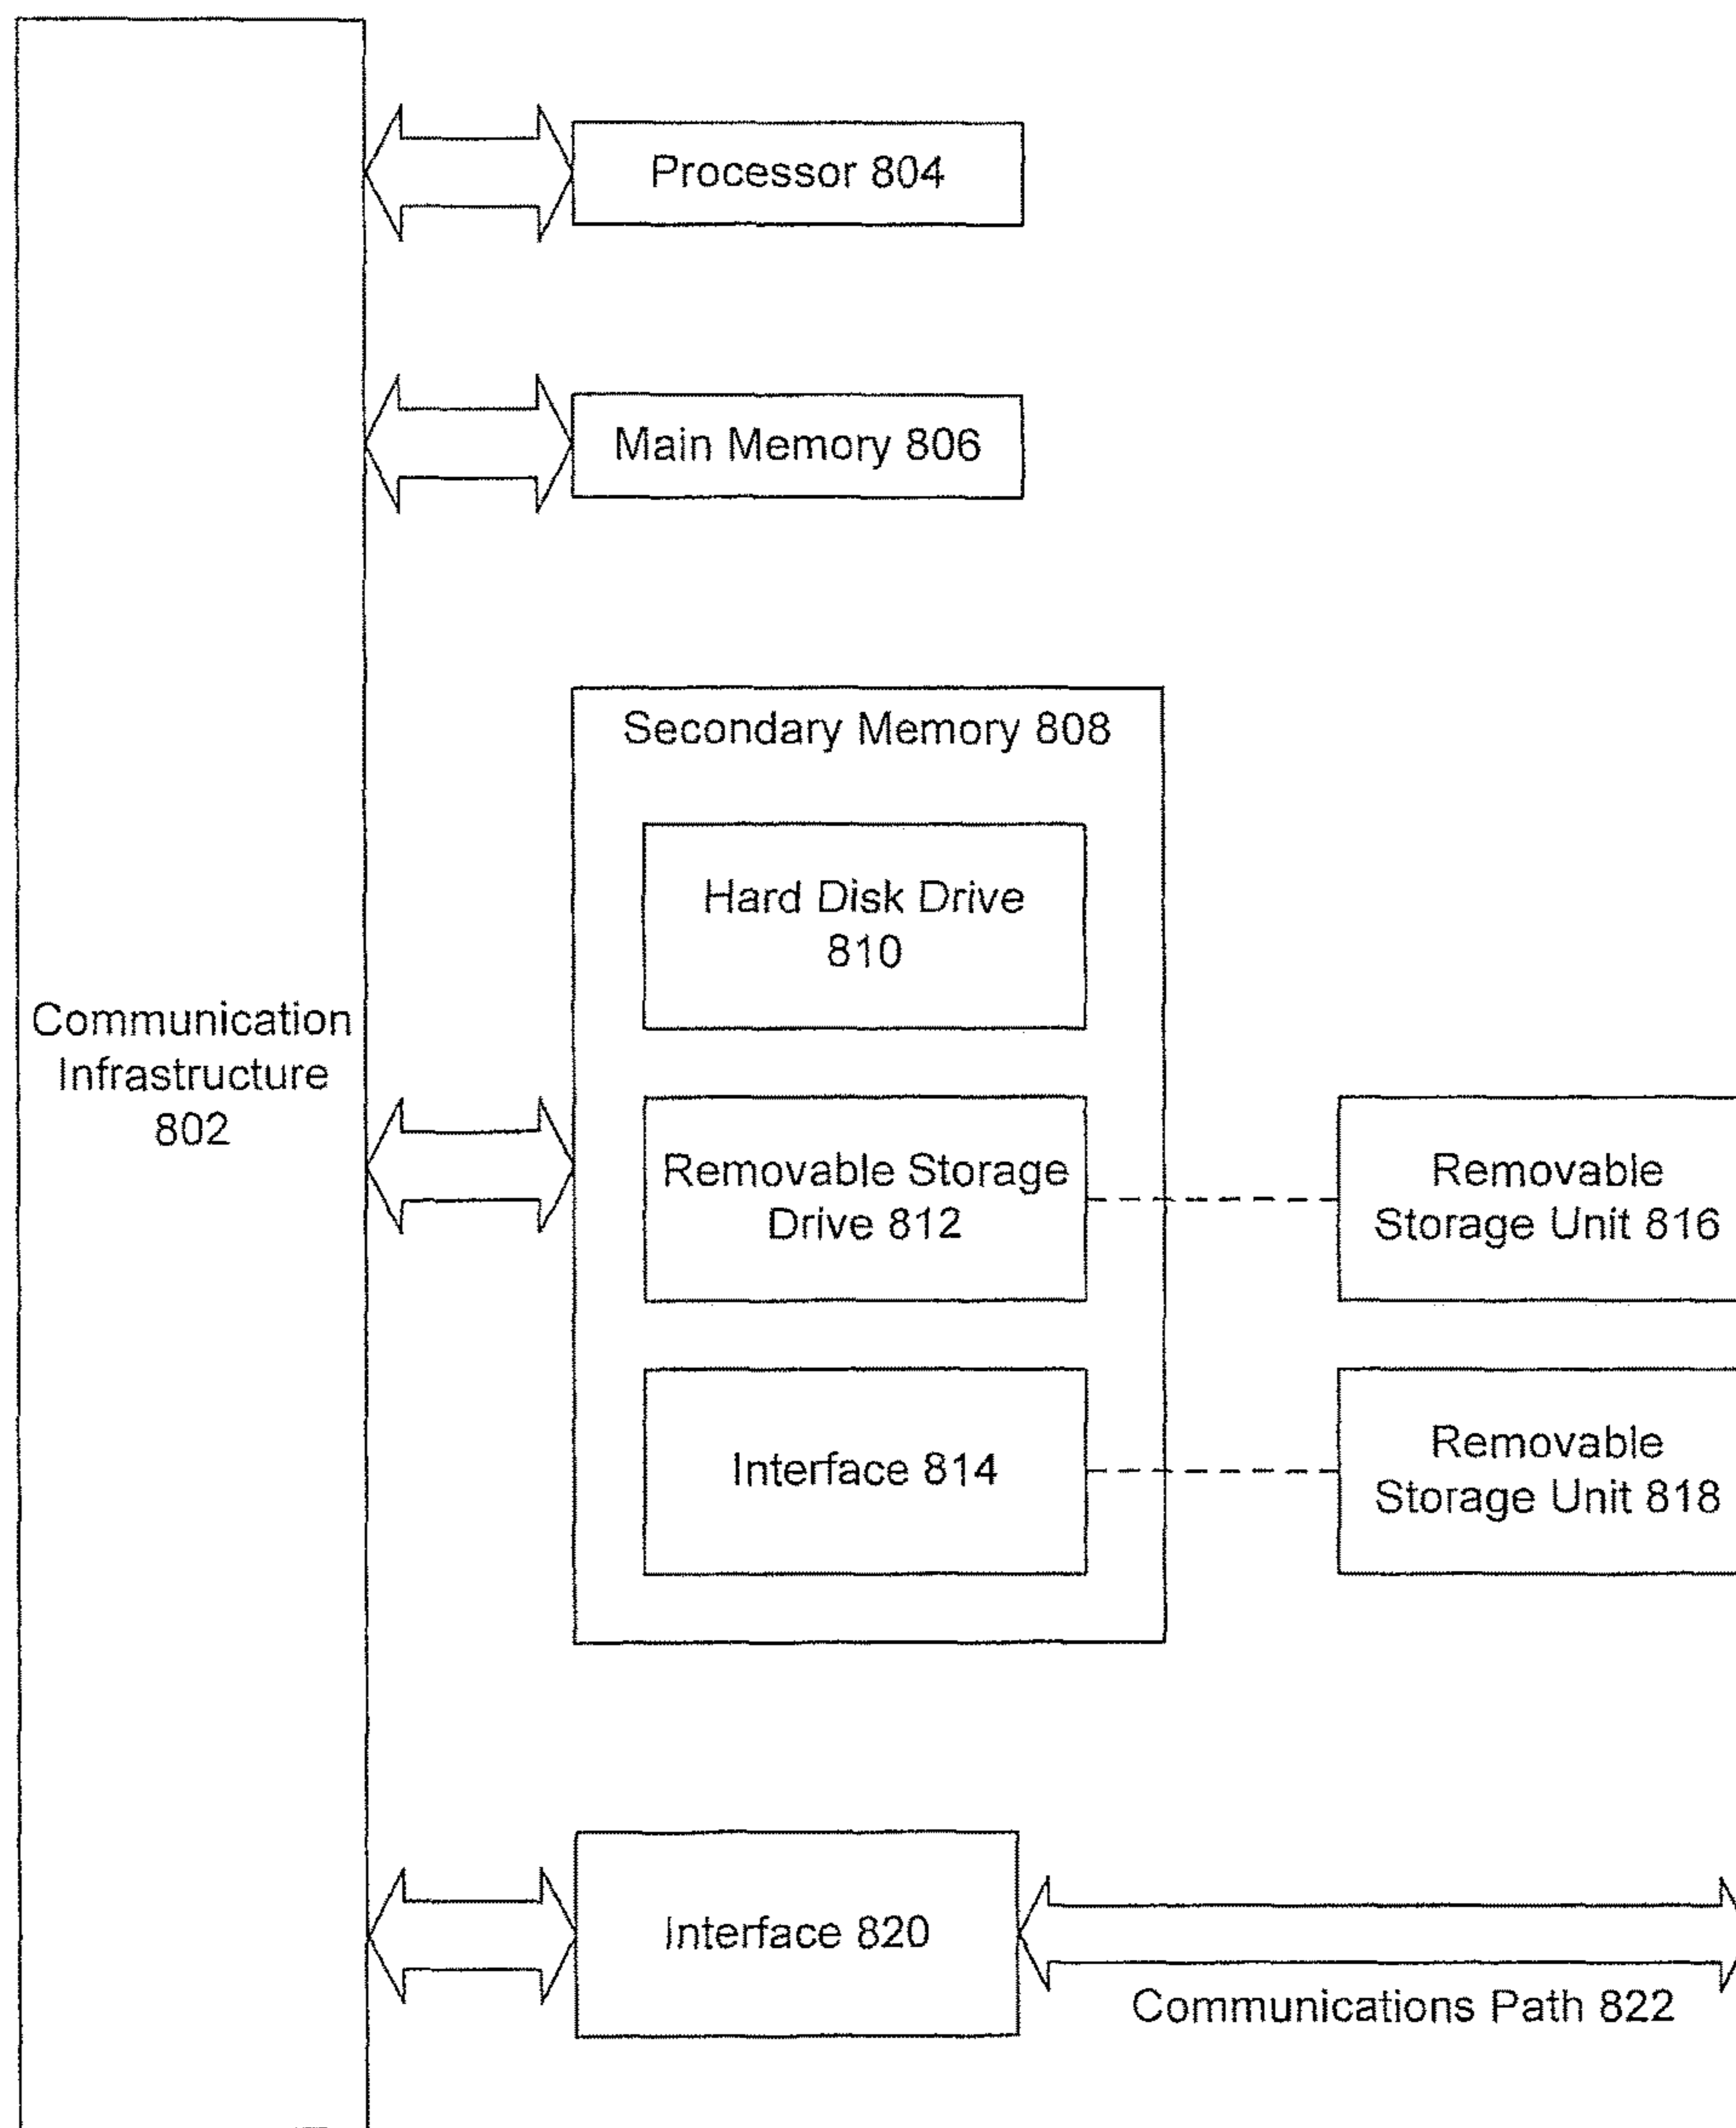 Processor 804
Main Memory 806
Secondary Memory 808
Hard Disk Drive
810
Communication
Infrastructure
802
Removable Storage
Drive 812
Removable
Storage Unit 816
Interface 814
Removable
Storage Unit 818
Interface 820
Communications Path 822